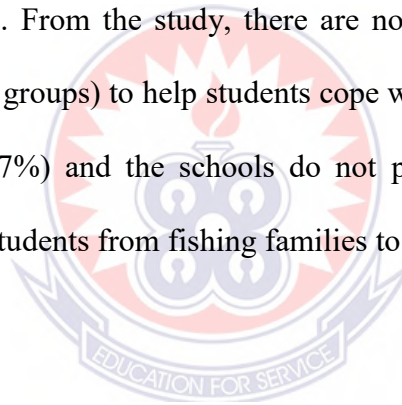 . From the study, there are no
groups) to help students cope w
7%) and the schools do not p
tudents from fishing families to
EDUCATION FOR SERVICE